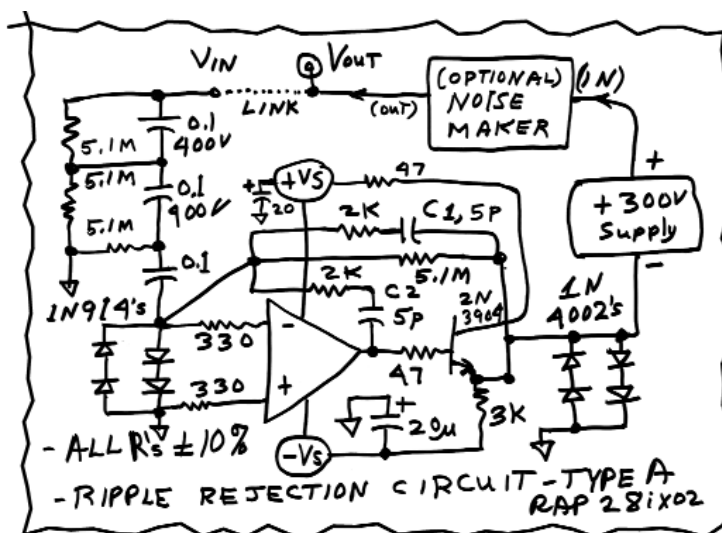 VIN
VOUT
LINK
(OUT)
(OPTIONAL)
NOISE
MAKER
(IN)
5.1M
0.1
400V
5.1M
0.1
400V
5.1M
0.1
+
+VS
20
47
2K
C1, 5p
5.1M
2K
C2
5p
+
+300V
Supply
-
1N914's
330
330
-
+
47
2N
3904
1N
4002's
3K
+
20µ
-VS
- ALL R's ±10%
- RIPPLE REJECTION CIRCUIT - TYPE A
RAP 28ix02